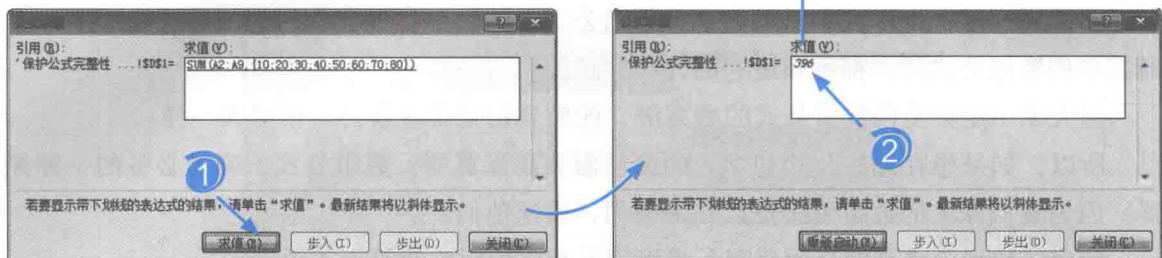 引用(R): 求值(V):
'保护公式完整性 ...!$D$1= SUM(A2:A9,{10;20;30;40;50;60;70;80})
①
若要显示带下划线的表达式的结果，请单击“求值”。最新结果将以斜体显示。
求值(E) 步入(I) 步出(O) 关闭(C)
引用(R): 求值(V):
'保护公式完整性 ...!$D$1= 396
②
若要显示带下划线的表达式的结果，请单击“求值”。最新结果将以斜体显示。
重新启动(E) 步入(I) 步出(O) 关闭(C)